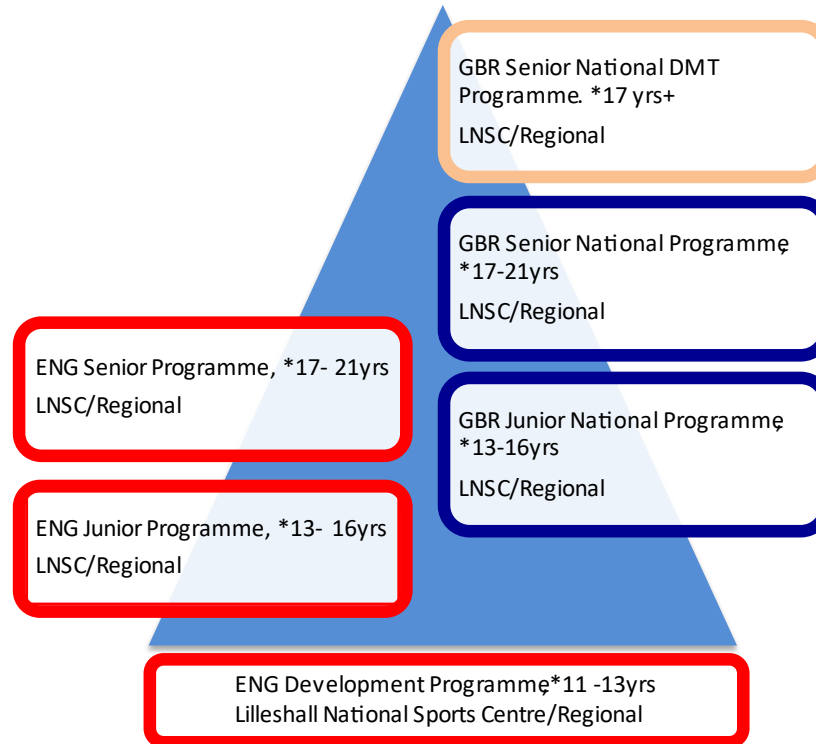 GBR Senior National DMT
Programme. *17 yrs+
LNSC/Regional
GBR Senior National Programme,
*17-21yrs
LNSC/Regional
ENG Senior Programme, *17- 21yrs
LNSC/Regional
GBR Junior National Programme,
*13-16yrs
LNSC/Regional
ENG Junior Programme, *13- 16yrs
LNSC/Regional
ENG Development Programme,*11 -13yrs
Lilleshall National Sports Centre/Regional